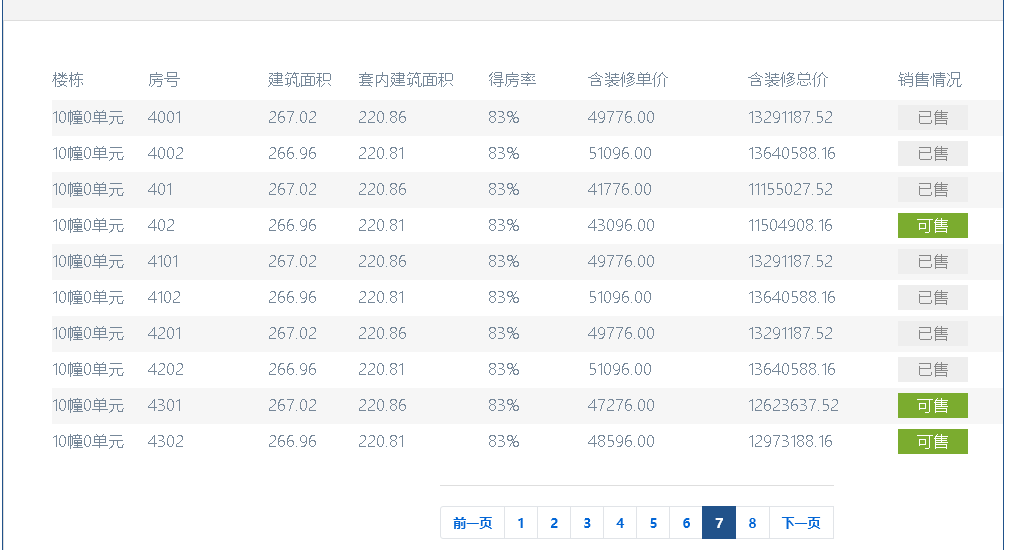 楼栋 房号 建筑面积 套内建筑面积 得房率 含装修单价 含装修总价 销售情况
10幢0单元 4001 267.02 220.86 83% 49776.00 13291187.52 已售
10幢0单元 4002 266.96 220.81 83% 51096.00 13640588.16 已售
10幢0单元 401 267.02 220.86 83% 41776.00 11155027.52 已售
10幢0单元 402 266.96 220.81 83% 43096.00 11504908.16 可售
10幢0单元 4101 267.02 220.86 83% 49776.00 13291187.52 已售
10幢0单元 4102 266.96 220.81 83% 51096.00 13640588.16 已售
10幢0单元 4201 267.02 220.86 83% 49776.00 13291187.52 已售
10幢0单元 4202 266.96 220.81 83% 51096.00 13640588.16 已售
10幢0单元 4301 267.02 220.86 83% 47276.00 12623637.52 可售
10幢0单元 4302 266.96 220.81 83% 48596.00 12973188.16 可售
前一页 1 2 3 4 5 6 7 8 下一页